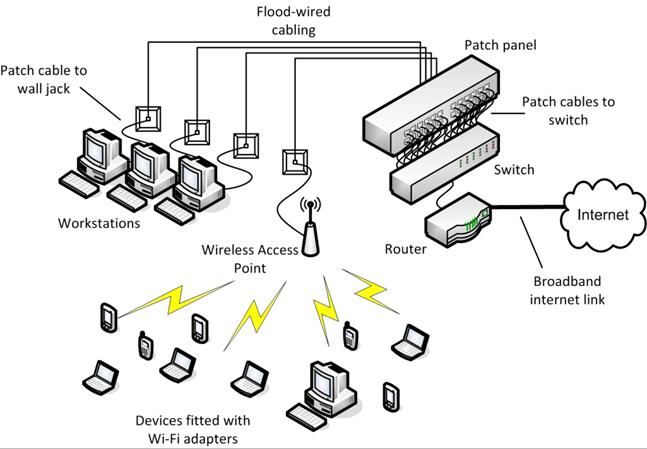 Flood-wired
cabling
Patch panel
Patch cable to
wall jack
Patch cables to
switch
Switch
Workstations
Internet
Wireless Access
Point
Router
Broadband
internet link
Devices fitted with
Wi-Fi adapters